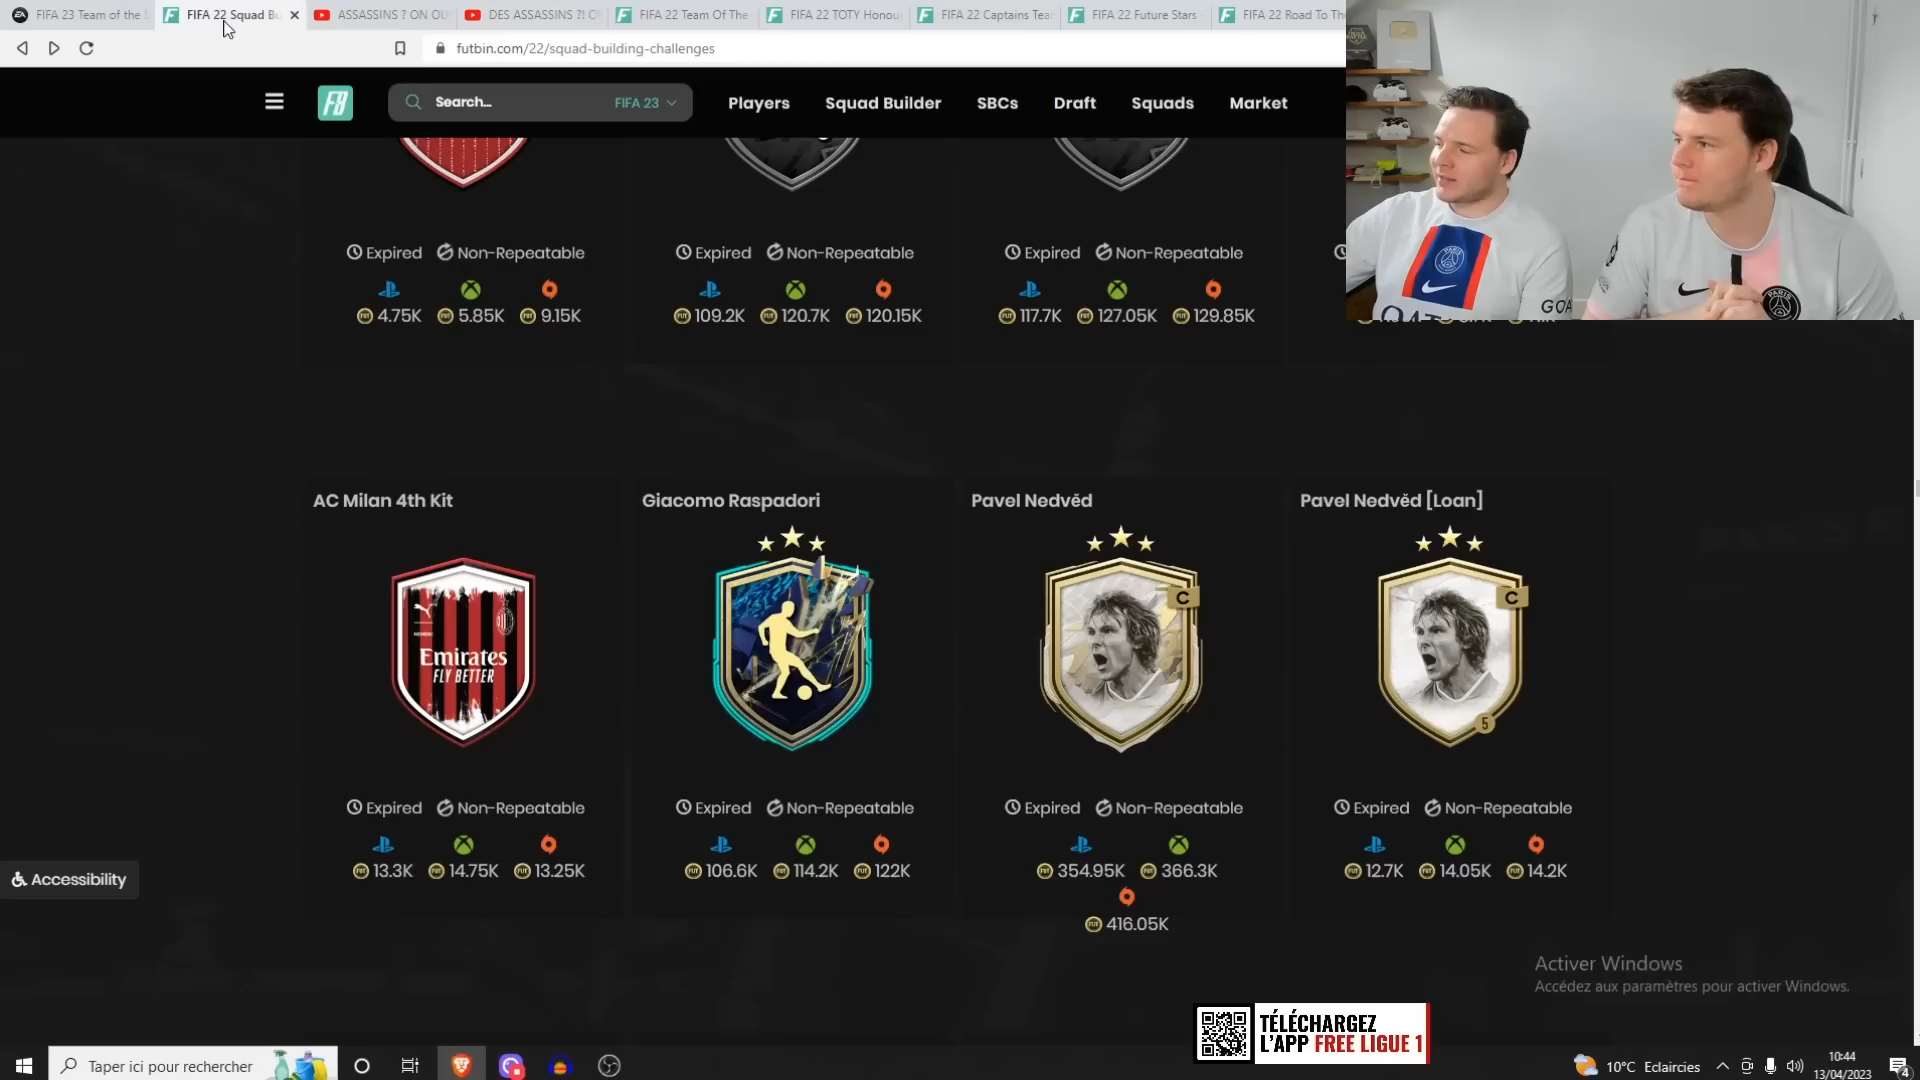 FIFA 23 Team of the S
FIFA 22 Squad Bu
ASSASSINS ? ON OU
DES ASSASSINS ?! O
FIFA 22 Team Of The
FIFA 22 TOTY Honou
FIFA 22 Captains Tea
FIFA 22 Future Stars
FIFA 22 Road To Th
futbin.com/22/squad-building-challenges
Search...
FIFA 23
Players
Squad Builder
SBCs
Draft
Squads
Market
Expired Non-Repeatable
4.75K 5.85K 9.15K
Expired Non-Repeatable
109.2K 120.7K 120.15K
Expired Non-Repeatable
117.7K 127.05K 129.85K
GOA
PARIS
AC Milan 4th Kit
Emirates
FLY BETTER
Expired Non-Repeatable
13.3K 14.75K 13.25K
Giacomo Raspadori
Expired Non-Repeatable
106.6K 114.2K 122K
Pavel Nedvěd
C
Expired Non-Repeatable
354.95K 366.3K
416.05K
Pavel Nedvěd [Loan]
C
5
Expired Non-Repeatable
12.7K 14.05K 14.2K
Accessibility
Activer Windows
Accédez aux paramètres pour activer Windows.
TÉLÉCHARGEZ
L'APP FREE LIGUE 1
Taper ici pour rechercher
10°C Eclaircies
10:44
13/04/2023
4